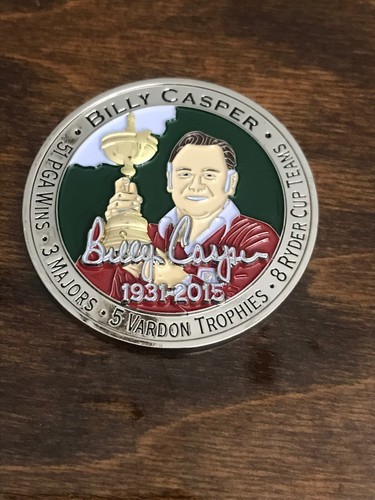 • BILLY CASPER •
51 PGA WINS • 3 MAJORS • 5 VARDON TROPHIES • 8 RYDER CUP TEAMS
Billy Casper
1931-2015